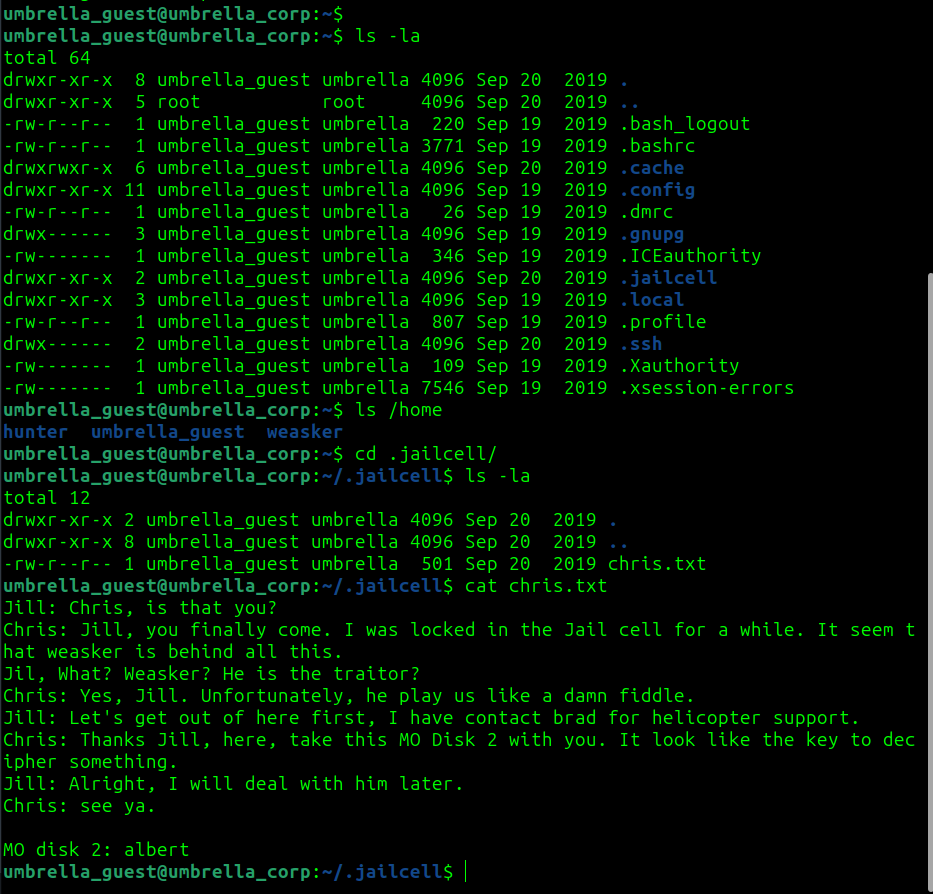 umbrella_guest@umbrella_corp:~$
umbrella_guest@umbrella_corp:~$ ls -la
total 64
drwxr-xr-x  8 umbrella_guest umbrella 4096 Sep 20  2019 .
drwxr-xr-x  5 root           root     4096 Sep 20  2019 ..
-rw-r--r--  1 umbrella_guest umbrella  220 Sep 19  2019 .bash_logout
-rw-r--r--  1 umbrella_guest umbrella 3771 Sep 19  2019 .bashrc
drwxrwxr-x  6 umbrella_guest umbrella 4096 Sep 20  2019 .cache
drwxr-xr-x 11 umbrella_guest umbrella 4096 Sep 19  2019 .config
-rw-r--r--  1 umbrella_guest umbrella   26 Sep 19  2019 .dmrc
drwx------  3 umbrella_guest umbrella 4096 Sep 19  2019 .gnupg
-rw-------  1 umbrella_guest umbrella  346 Sep 19  2019 .ICEauthority
drwxr-xr-x  2 umbrella_guest umbrella 4096 Sep 20  2019 .jailcell
drwxr-xr-x  3 umbrella_guest umbrella 4096 Sep 19  2019 .local
-rw-r--r--  1 umbrella_guest umbrella  807 Sep 19  2019 .profile
drwx------  2 umbrella_guest umbrella 4096 Sep 20  2019 .ssh
-rw-------  1 umbrella_guest umbrella  109 Sep 19  2019 .Xauthority
-rw-------  1 umbrella_guest umbrella 7546 Sep 19  2019 .xsession-errors
umbrella_guest@umbrella_corp:~$ ls /home
hunter  umbrella_guest  weasker
umbrella_guest@umbrella_corp:~$ cd .jailcell/
umbrella_guest@umbrella_corp:~/.jailcell$ ls -la
total 12
drwxr-xr-x 2 umbrella_guest umbrella 4096 Sep 20  2019 .
drwxr-xr-x 8 umbrella_guest umbrella 4096 Sep 20  2019 ..
-rw-r--r-- 1 umbrella_guest umbrella  501 Sep 20  2019 chris.txt
umbrella_guest@umbrella_corp:~/.jailcell$ cat chris.txt
Jill: Chris, is that you?
Chris: Jill, you finally come. I was locked in the Jail cell for a while. It seem t
hat weasker is behind all this.
Jil, What? Weasker? He is the traitor?
Chris: Yes, Jill. Unfortunately, he play us like a damn fiddle.
Jill: Let's get out of here first, I have contact brad for helicopter support.
Chris: Thanks Jill, here, take this MO Disk 2 with you. It look like the key to dec
ipher something.
Jill: Alright, I will deal with him later.
Chris: see ya.

MO disk 2: albert
umbrella_guest@umbrella_corp:~/.jailcell$